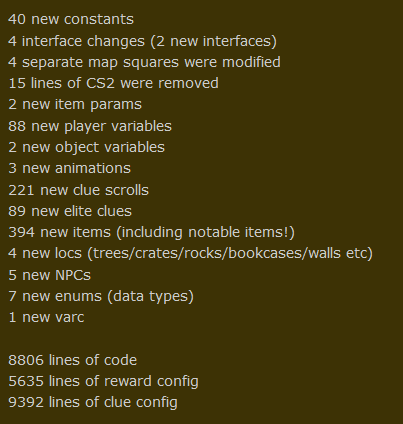 40 new constants
4 interface changes (2 new interfaces)
4 separate map squares were modified
15 lines of CS2 were removed
2 new item params
88 new player variables
2 new object variables
3 new animations
221 new clue scrolls
89 new elite clues
394 new items (including notable items!)
4 new locs (trees/crates/rocks/bookcases/walls etc)
5 new NPCs
7 new enums (data types)
1 new varc

8806 lines of code
5635 lines of reward config
9392 lines of clue config